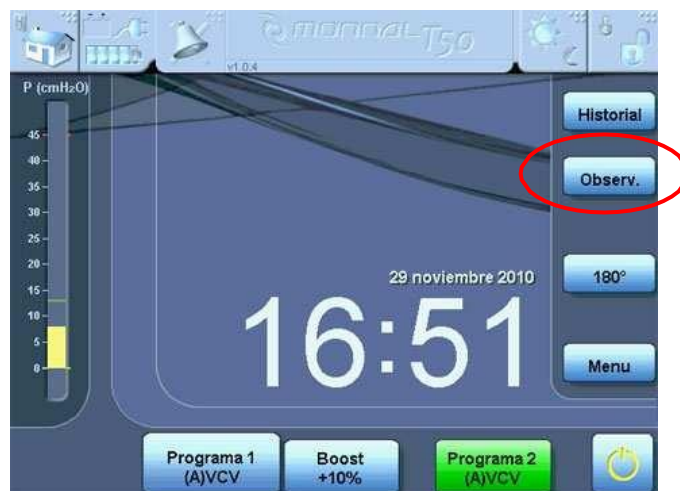 MONNAL T50
v1.0.4
P (cmH2O)
45
40
35
30
25
20
15
10
5
0
Historial
Observ.
180°
Menu
29 noviembre 2010
16:51
Programa 1
(A)VCV
Boost
+10%
Programa 2
(A)VCV